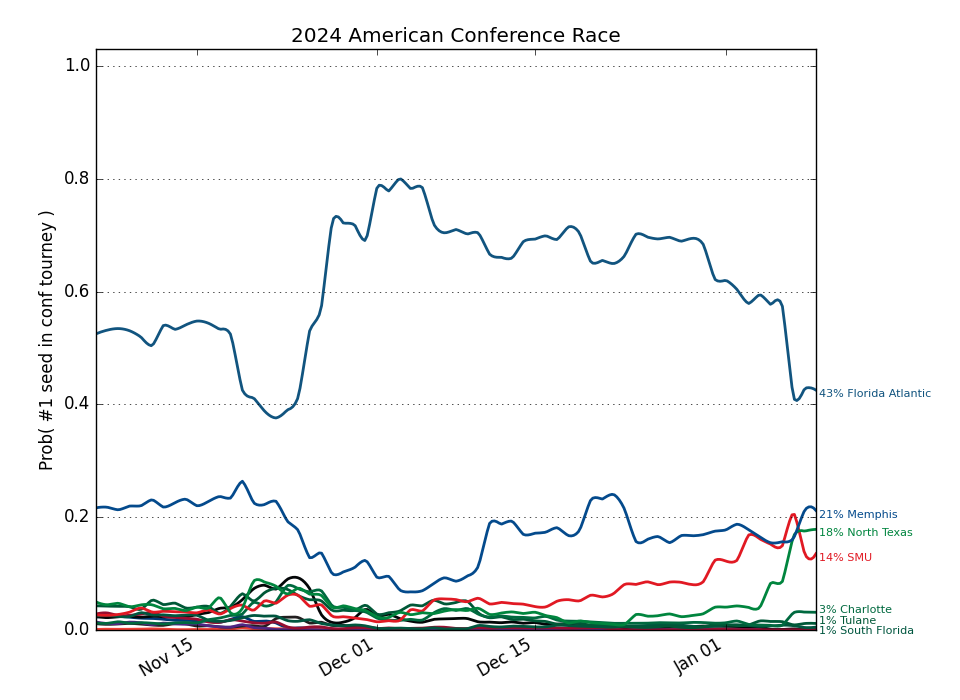 2024 American Conference Race
Prob( #1 seed in conf tourney )
1.0
0.8
0.6
0.4
0.2
0.0
43% Florida Atlantic
21% Memphis
18% North Texas
14% SMU
3% Charlotte
1% Tulane
1% South Florida
Nov 15
Dec 01
Dec 15
Jan 01